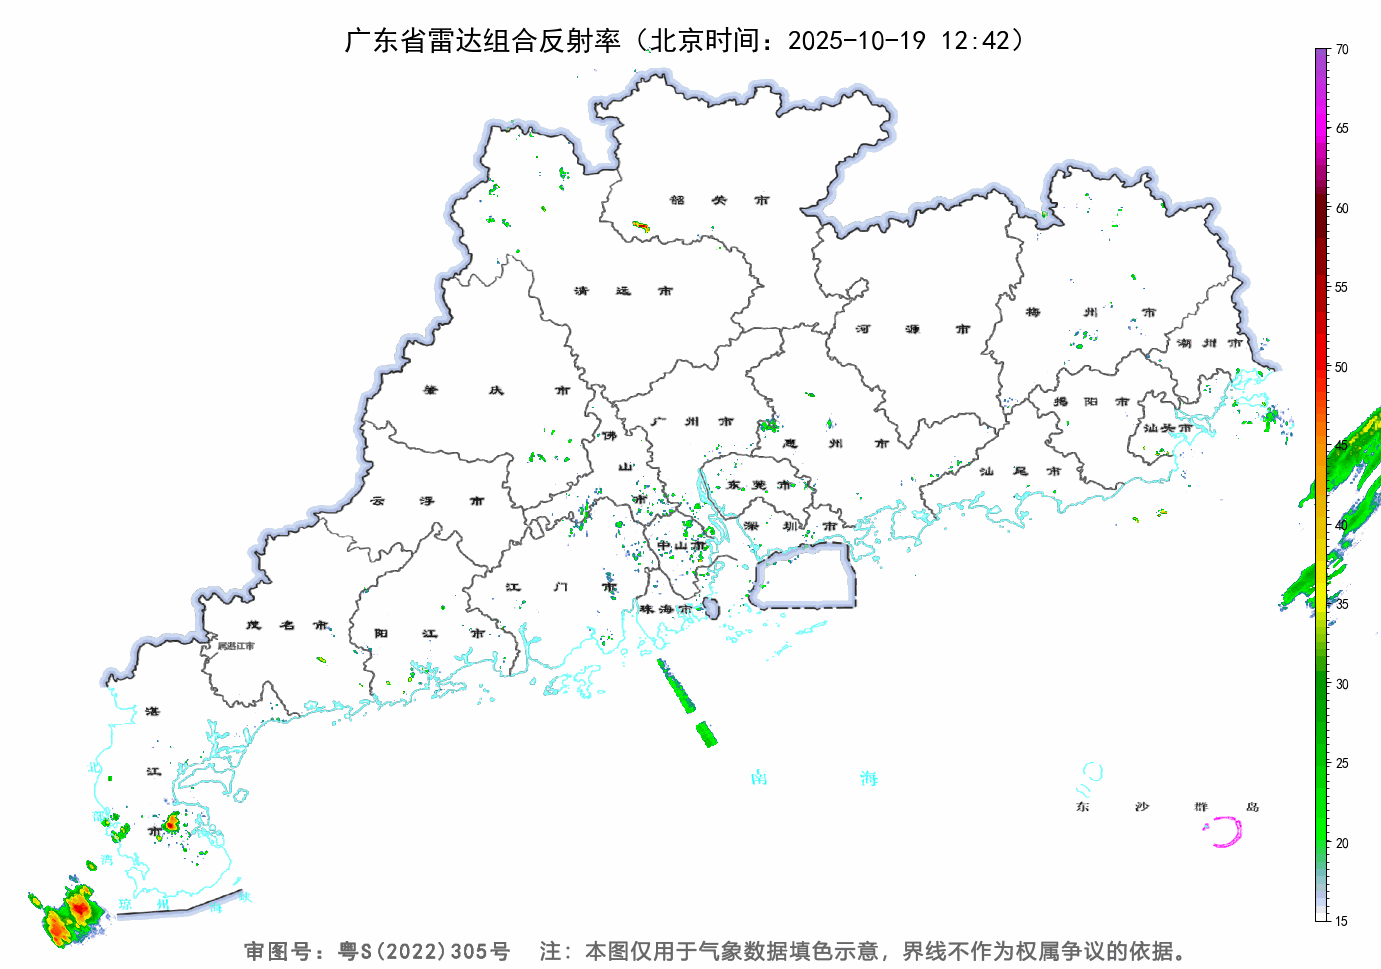 广东省雷达组合反射率（北京时间：2025-10-19 12:42）
70
65
60
55
50
45
40
35
30
25
20
15
韶关市
清远市
河源市
梅州市
潮州市
肇庆市
广州市
佛山市
惠州市
揭阳市
汕头市
汕尾市
云浮市
东莞市
深圳市
中山市
江门市
珠海市
茂名市
阳江市
属湛江市
湛江市
北部湾
琼州海峡
南海
东沙群岛
审图号：粤S(2022)305号 注：本图仅用于气象数据填色示意，界线不作为权属争议的依据。